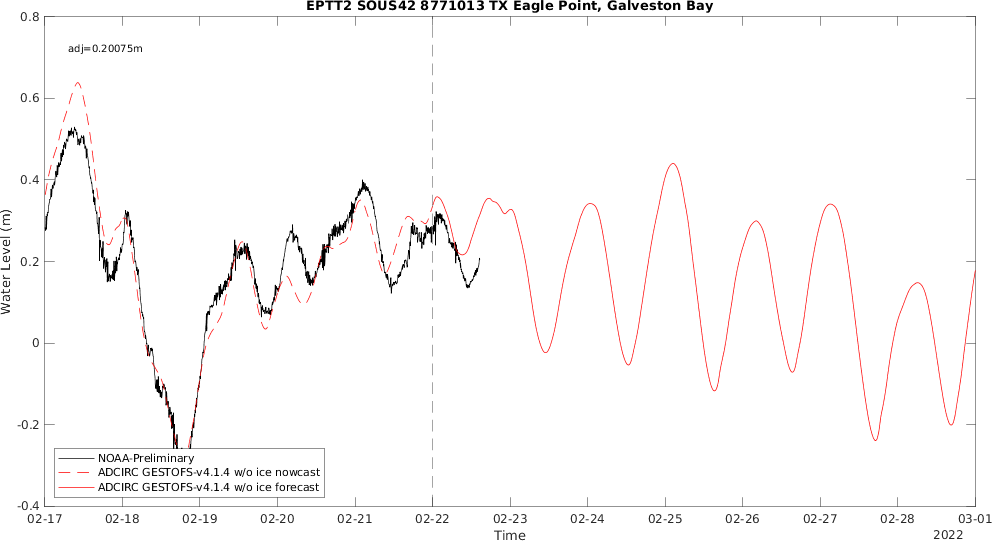 EPTT2 SOUS42 8771013 TX Eagle Point, Galveston Bay
0.8
adj=0.20075m
0.6
0.4
0.2
0
-0.2
-0.4
Water Level (m)
NOAA-Preliminary
ADCIRC GESTOFS-v4.1.4 w/o ice nowcast
ADCIRC GESTOFS-v4.1.4 w/o ice forecast
02-17 02-18 02-19 02-20 02-21 02-22 02-23 02-24 02-25 02-26 02-27 02-28 03-01
Time
2022